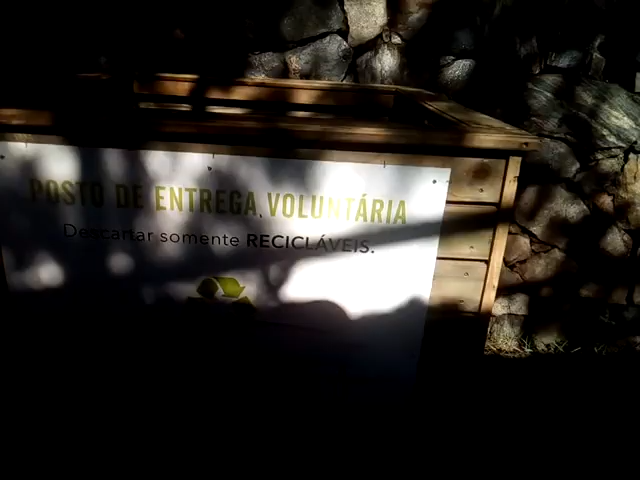 POSTO DE ENTREGA VOLUNTÁRIA
Descartar somente RECICLÁVEIS.